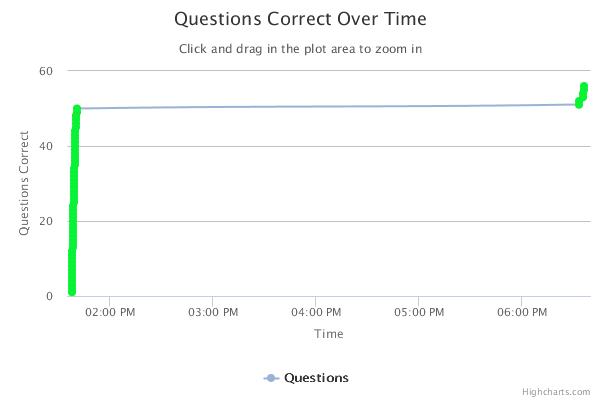 Questions Correct Over Time
Click and drag in the plot area to zoom in
60
40
20
0
Questions Correct
02:00 PM 03:00 PM 04:00 PM 05:00 PM 06:00 PM
Time
Questions
Highcharts.com